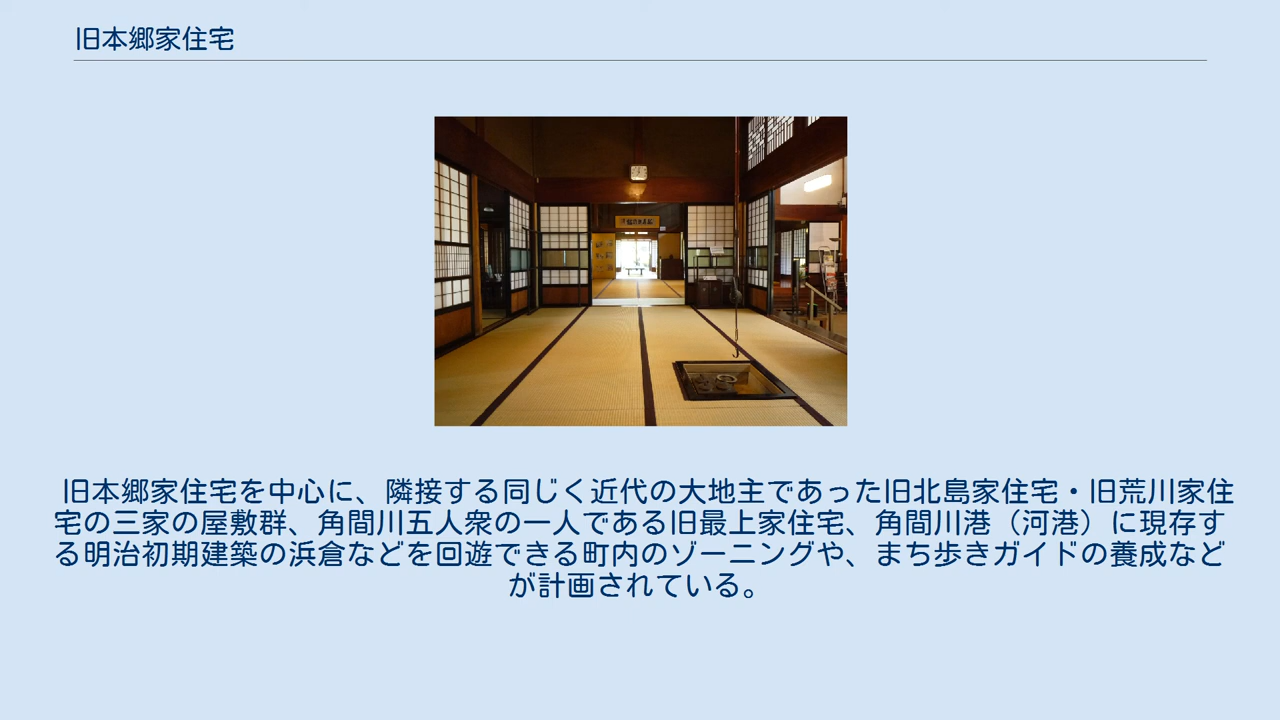 旧本郷家住宅
旧本郷家住宅を中心に、隣接する同じく近代の大地主であった旧北島家住宅・旧荒川家住
宅の三家の屋敷群、角間川五人衆の一人である旧最上家住宅、角間川港（河港）に現存す
る明治初期建築の浜倉などを回遊できる町内のゾーニングや、まち歩きガイドの養成など
が計画されている。